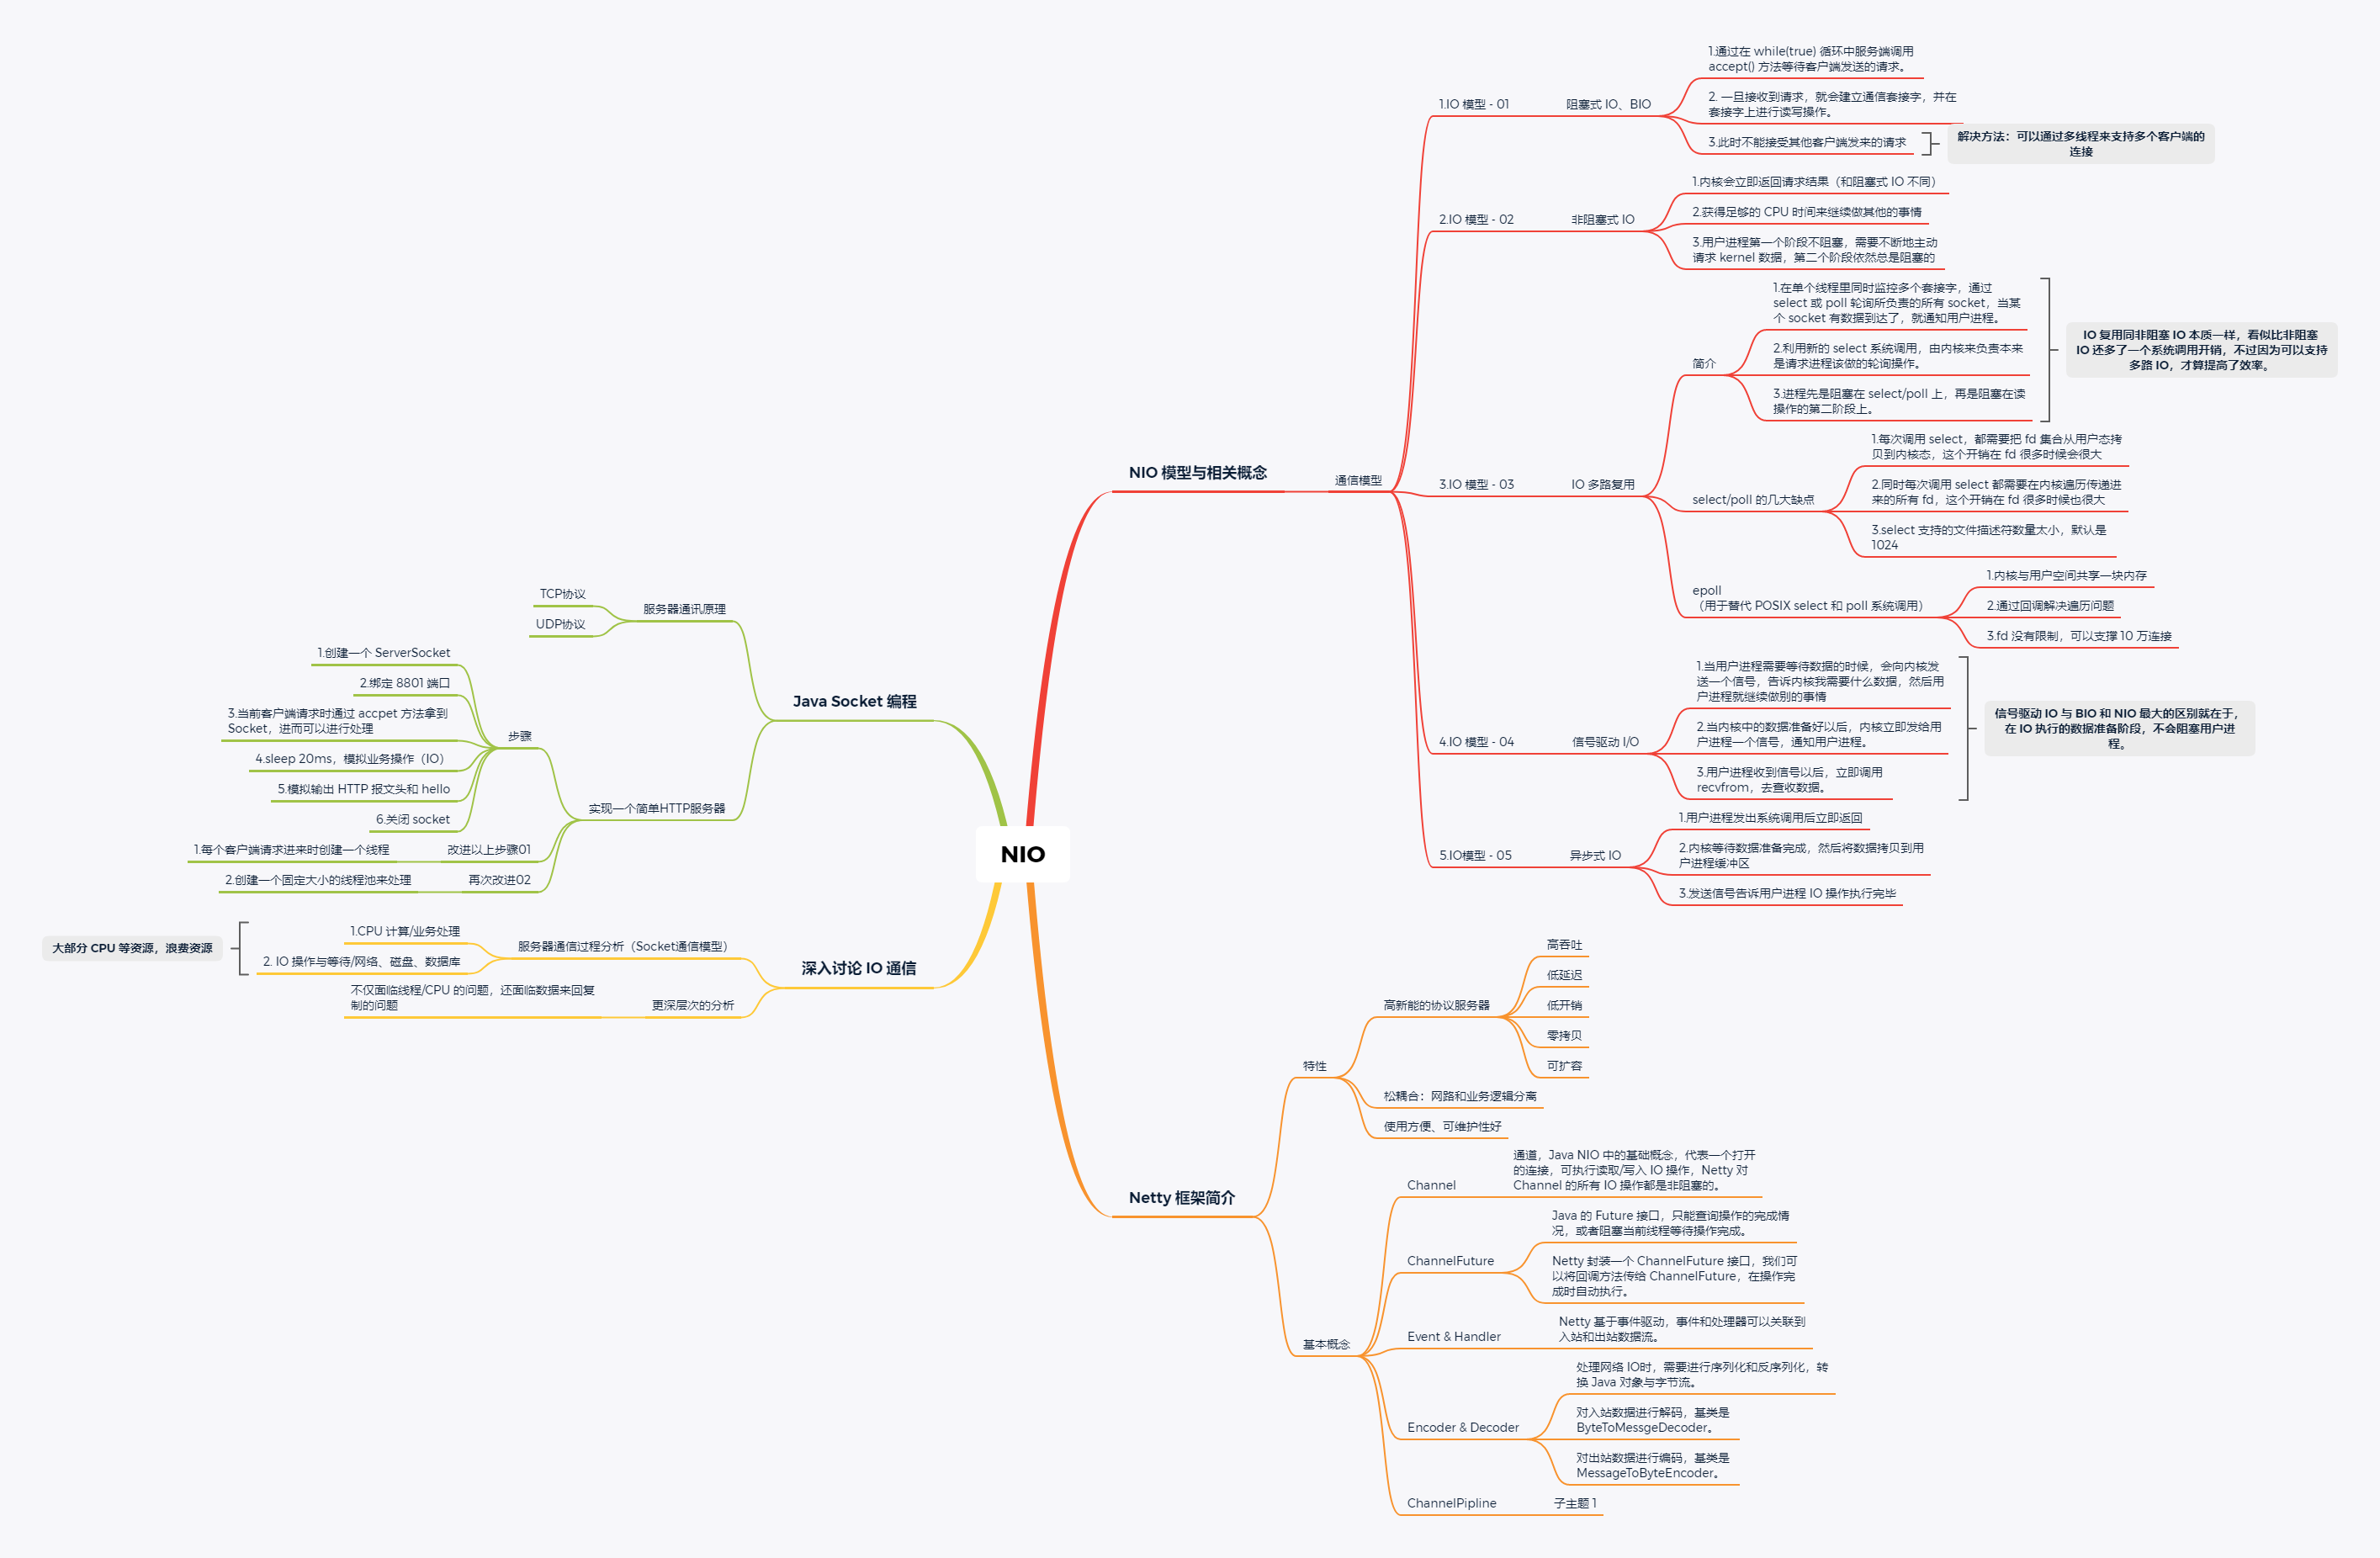 NIO
NIO 模型与相关概念
通信模型
1.IO 模型 - 01
阻塞式 IO、BIO
1.通过在 while(true) 循环中服务端调用
accept() 方法等待客户端发送的请求。
2. 一旦接收到请求，就会建立通信套接字，并在
套接字上进行读写操作。
3.此时不能接受其他客户端发来的请求
解决方法：可以通过多线程来支持多个客户端的
连接
2.IO 模型 - 02
非阻塞式 IO
1.内核会立即返回请求结果（和阻塞式 IO 不同）
2.获得足够的 CPU 时间来继续做其他的事情
3.用户进程第一个阶段不阻塞，需要不断地主动
请求 kernel 数据，第二个阶段依然总是阻塞的
3.IO 模型 - 03
IO 多路复用
简介
1.在单个线程里同时监控多个套接字，通过
select 或 poll 轮询所负责的所有 socket，当某
个 socket 有数据到达了，就通知用户进程。
2.利用新的 select 系统调用，由内核来负责本来
是请求进程该做的轮询操作。
3.进程先是阻塞在 select/poll 上，再是阻塞在读
操作的第二阶段上。
IO 复用同非阻塞 IO 本质一样，看似比非阻塞
IO 还多了一个系统调用开销，不过因为可以支持
多路 IO，才算提高了效率。
select/poll 的几大缺点
1.每次调用 select，都需要把 fd 集合从用户态拷
贝到内核态，这个开销在 fd 很多时候会很大
2.同时每次调用 select 都需要在内核遍历传递进
来的所有 fd，这个开销在 fd 很多时候也很大
3.select 支持的文件描述符数量太小，默认是
1024
epoll
（用于替代 POSIX select 和 poll 系统调用）
1.内核与用户空间共享一块内存
2.通过回调解决遍历问题
3.fd 没有限制，可以支撑 10 万连接
4.IO 模型 - 04
信号驱动 I/O
1.当用户进程需要等待数据的时候，会向内核发
送一个信号，告诉内核我需要什么数据，然后用
户进程就继续做别的事情
2.当内核中的数据准备好以后，内核立即发给用
户进程一个信号，通知用户进程。
3.用户进程收到信号以后，立即调用
recvfrom，去查收数据。
信号驱动 IO 与 BIO 和 NIO 最大的区别就在于，
在 IO 执行的数据准备阶段，不会阻塞用户进
程。
5.IO模型 - 05
异步式 IO
1.用户进程发出系统调用后立即返回
2.内核等待数据准备完成，然后将数据拷贝到用
户进程缓冲区
3.发送信号告诉用户进程 IO 操作执行完毕
Netty 框架简介
特性
高新能的协议服务器
高吞吐
低延迟
低开销
零拷贝
可扩容
松耦合：网路和业务逻辑分离
使用方便、可维护性好
基本概念
Channel
通道，Java NIO 中的基础概念，代表一个打开
的连接，可执行读取/写入 IO 操作，Netty 对
Channel 的所有 IO 操作都是非阻塞的。
ChannelFuture
Java 的 Future 接口，只能查询操作的完成情
况，或者阻塞当前线程等待操作完成。
Netty 封装一个 ChannelFuture 接口，我们可
以将回调方法传给 ChannelFuture，在操作完
成时自动执行。
Event & Handler
Netty 基于事件驱动，事件和处理器可以关联到
入站和出站数据流。
Encoder & Decoder
处理网络 IO时，需要进行序列化和反序列化，转
换 Java 对象与字节流。
对入站数据进行解码，基类是
ByteToMessgeDecoder。
对出站数据进行编码，基类是
MessageToByteEncoder。
ChannelPipline
子主题 1
Java Socket 编程
服务器通讯原理
TCP协议
UDP协议
实现一个简单HTTP服务器
步骤
1.创建一个 ServerSocket
2.绑定 8801 端口
3.当前客户端请求时通过 accpet 方法拿到
Socket，进而可以进行处理
4.sleep 20ms，模拟业务操作（IO）
5.模拟输出 HTTP 报文头和 hello
6.关闭 socket
改进以上步骤01
1.每个客户端请求进来时创建一个线程
再次改进02
2.创建一个固定大小的线程池来处理
深入讨论 IO 通信
服务器通信过程分析（Socket通信模型）
1.CPU 计算/业务处理
2. IO 操作与等待/网络、磁盘、数据库
大部分 CPU 等资源，浪费资源
更深层次的分析
不仅面临线程/CPU 的问题，还面临数据来回复
制的问题